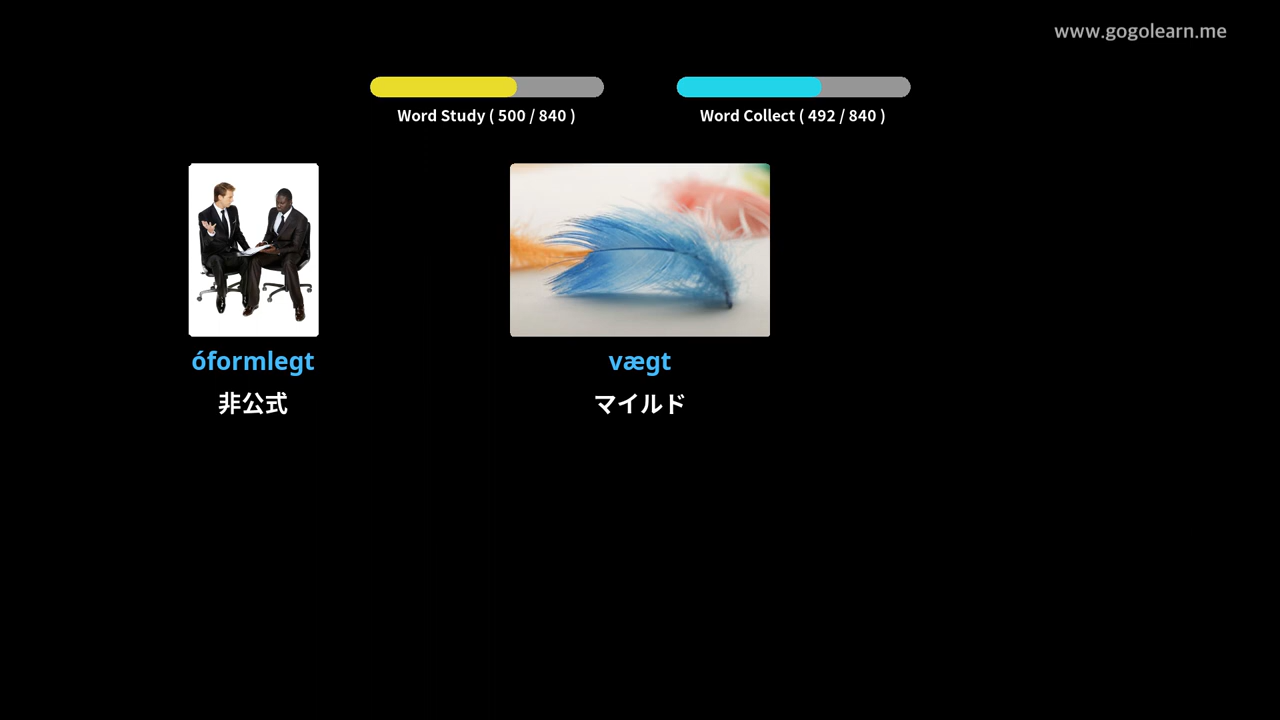 www.gogolearn.me
Word Study ( 500 / 840 )
Word Collect ( 492 / 840 )
óformlegt
非公式
vægt
マイルド